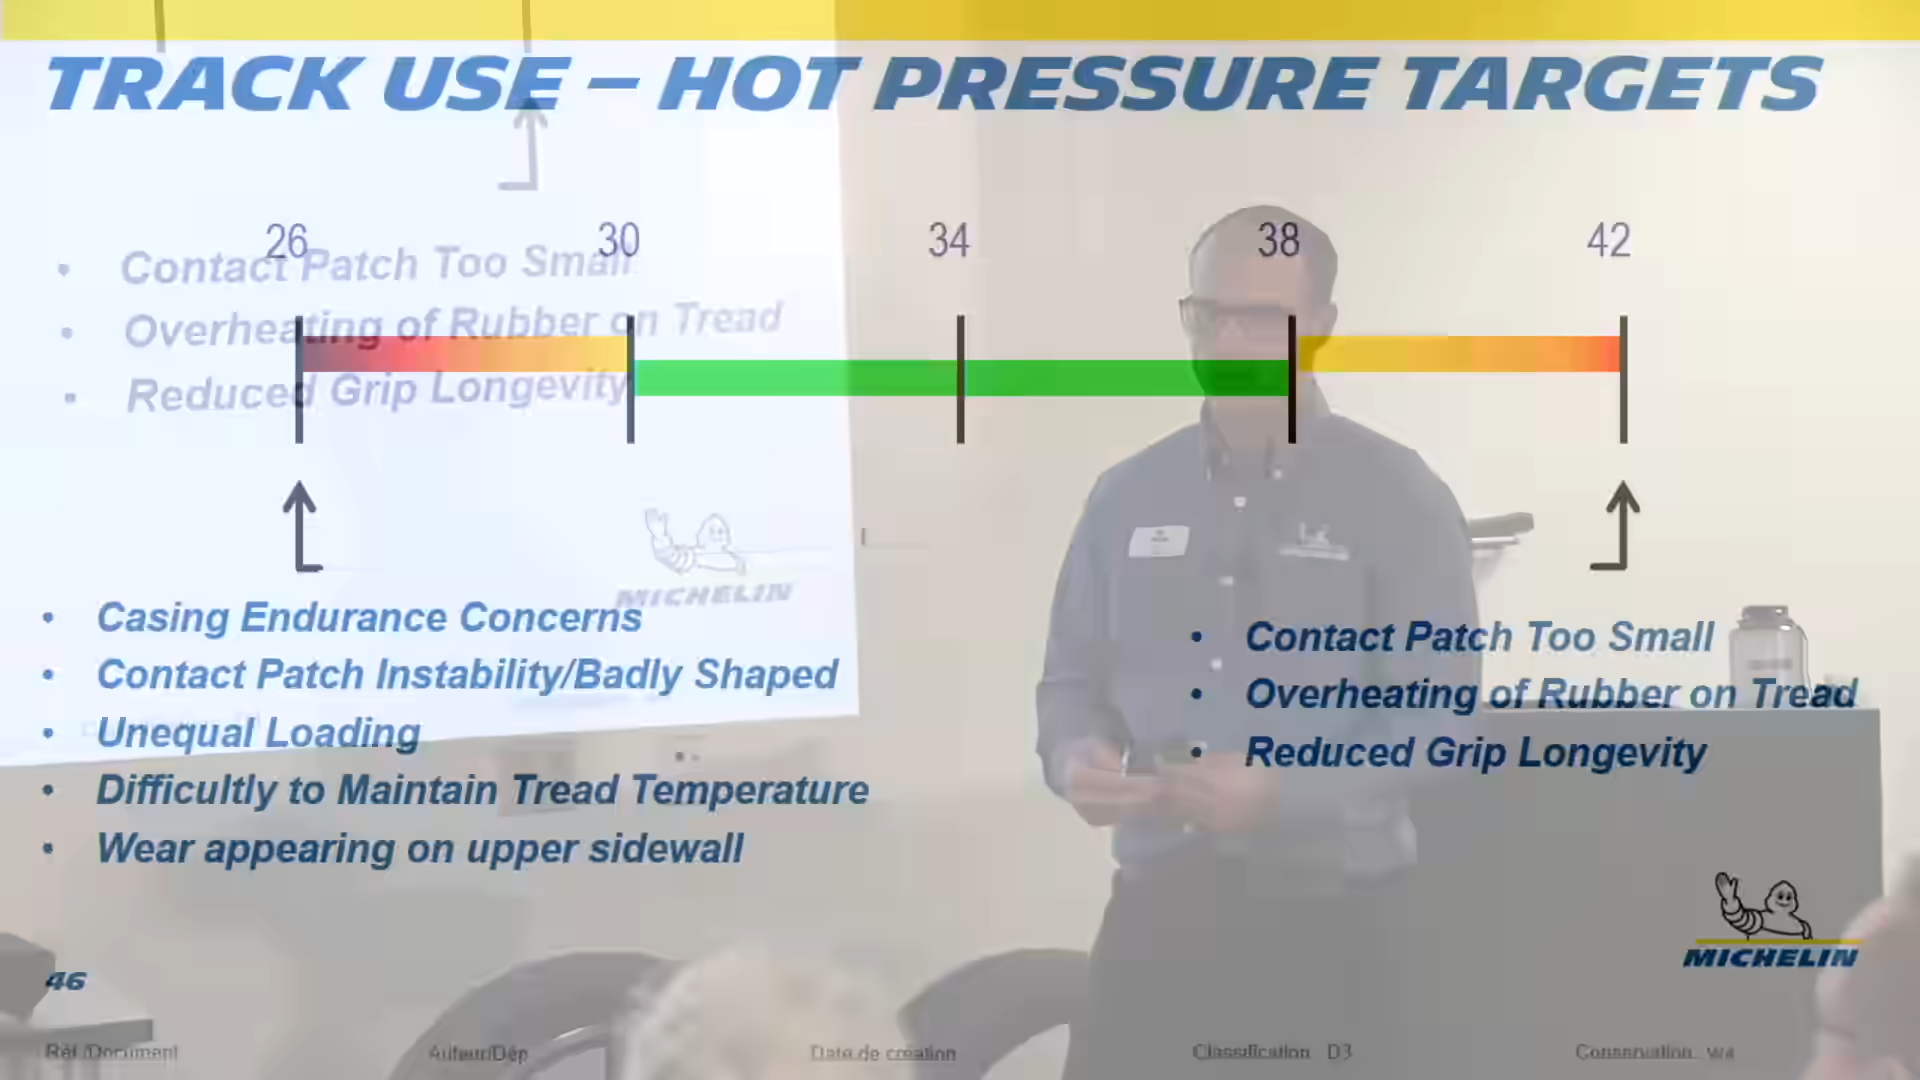 TRACK USE – HOT PRESSURE TARGETS
26 30 34 38 42
• Contact Patch Too Small
• Overheating of Rubber on Tread
• Reduced Grip Longevity
MICHELIN
• Casing Endurance Concerns
• Contact Patch Instability/Badly Shaped
• Unequal Loading
• Difficultly to Maintain Tread Temperature
• Wear appearing on upper sidewall
• Contact Patch Too Small
• Overheating of Rubber on Tread
• Reduced Grip Longevity
MICHELIN
46
Réf./Document Auteur/Dép Date de création Classification D3 Conservation